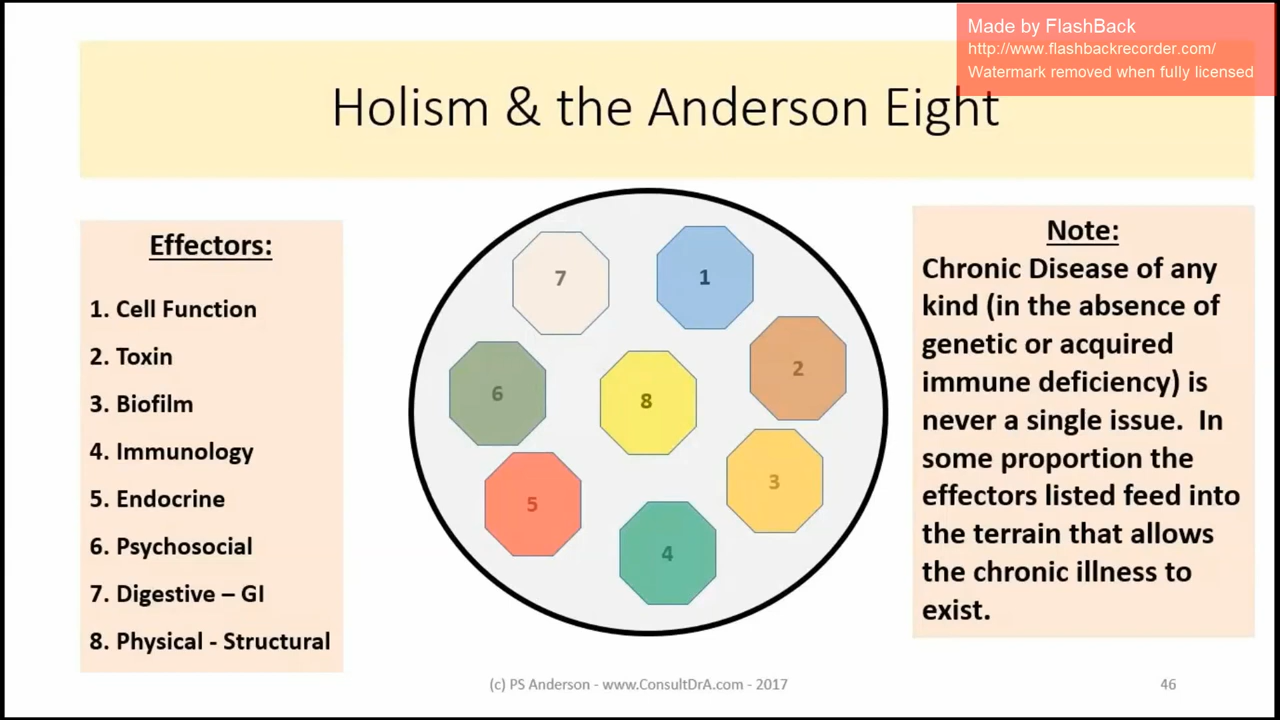 Made by FlashBack
http://www.flashbackrecorder.com/
Watermark removed when fully licensed
Holism & the Anderson Eight
Effectors:
1. Cell Function
2. Toxin
3. Biofilm
4. Immunology
5. Endocrine
6. Psychosocial
7. Digestive – GI
8. Physical - Structural
7
1
2
6
8
3
5
4
Note:
Chronic Disease of any
kind (in the absence of
genetic or acquired
immune deficiency) is
never a single issue. In
some proportion the
effectors listed feed into
the terrain that allows
the chronic illness to
exist.
(c) PS Anderson - www.ConsultDrA.com - 2017
46